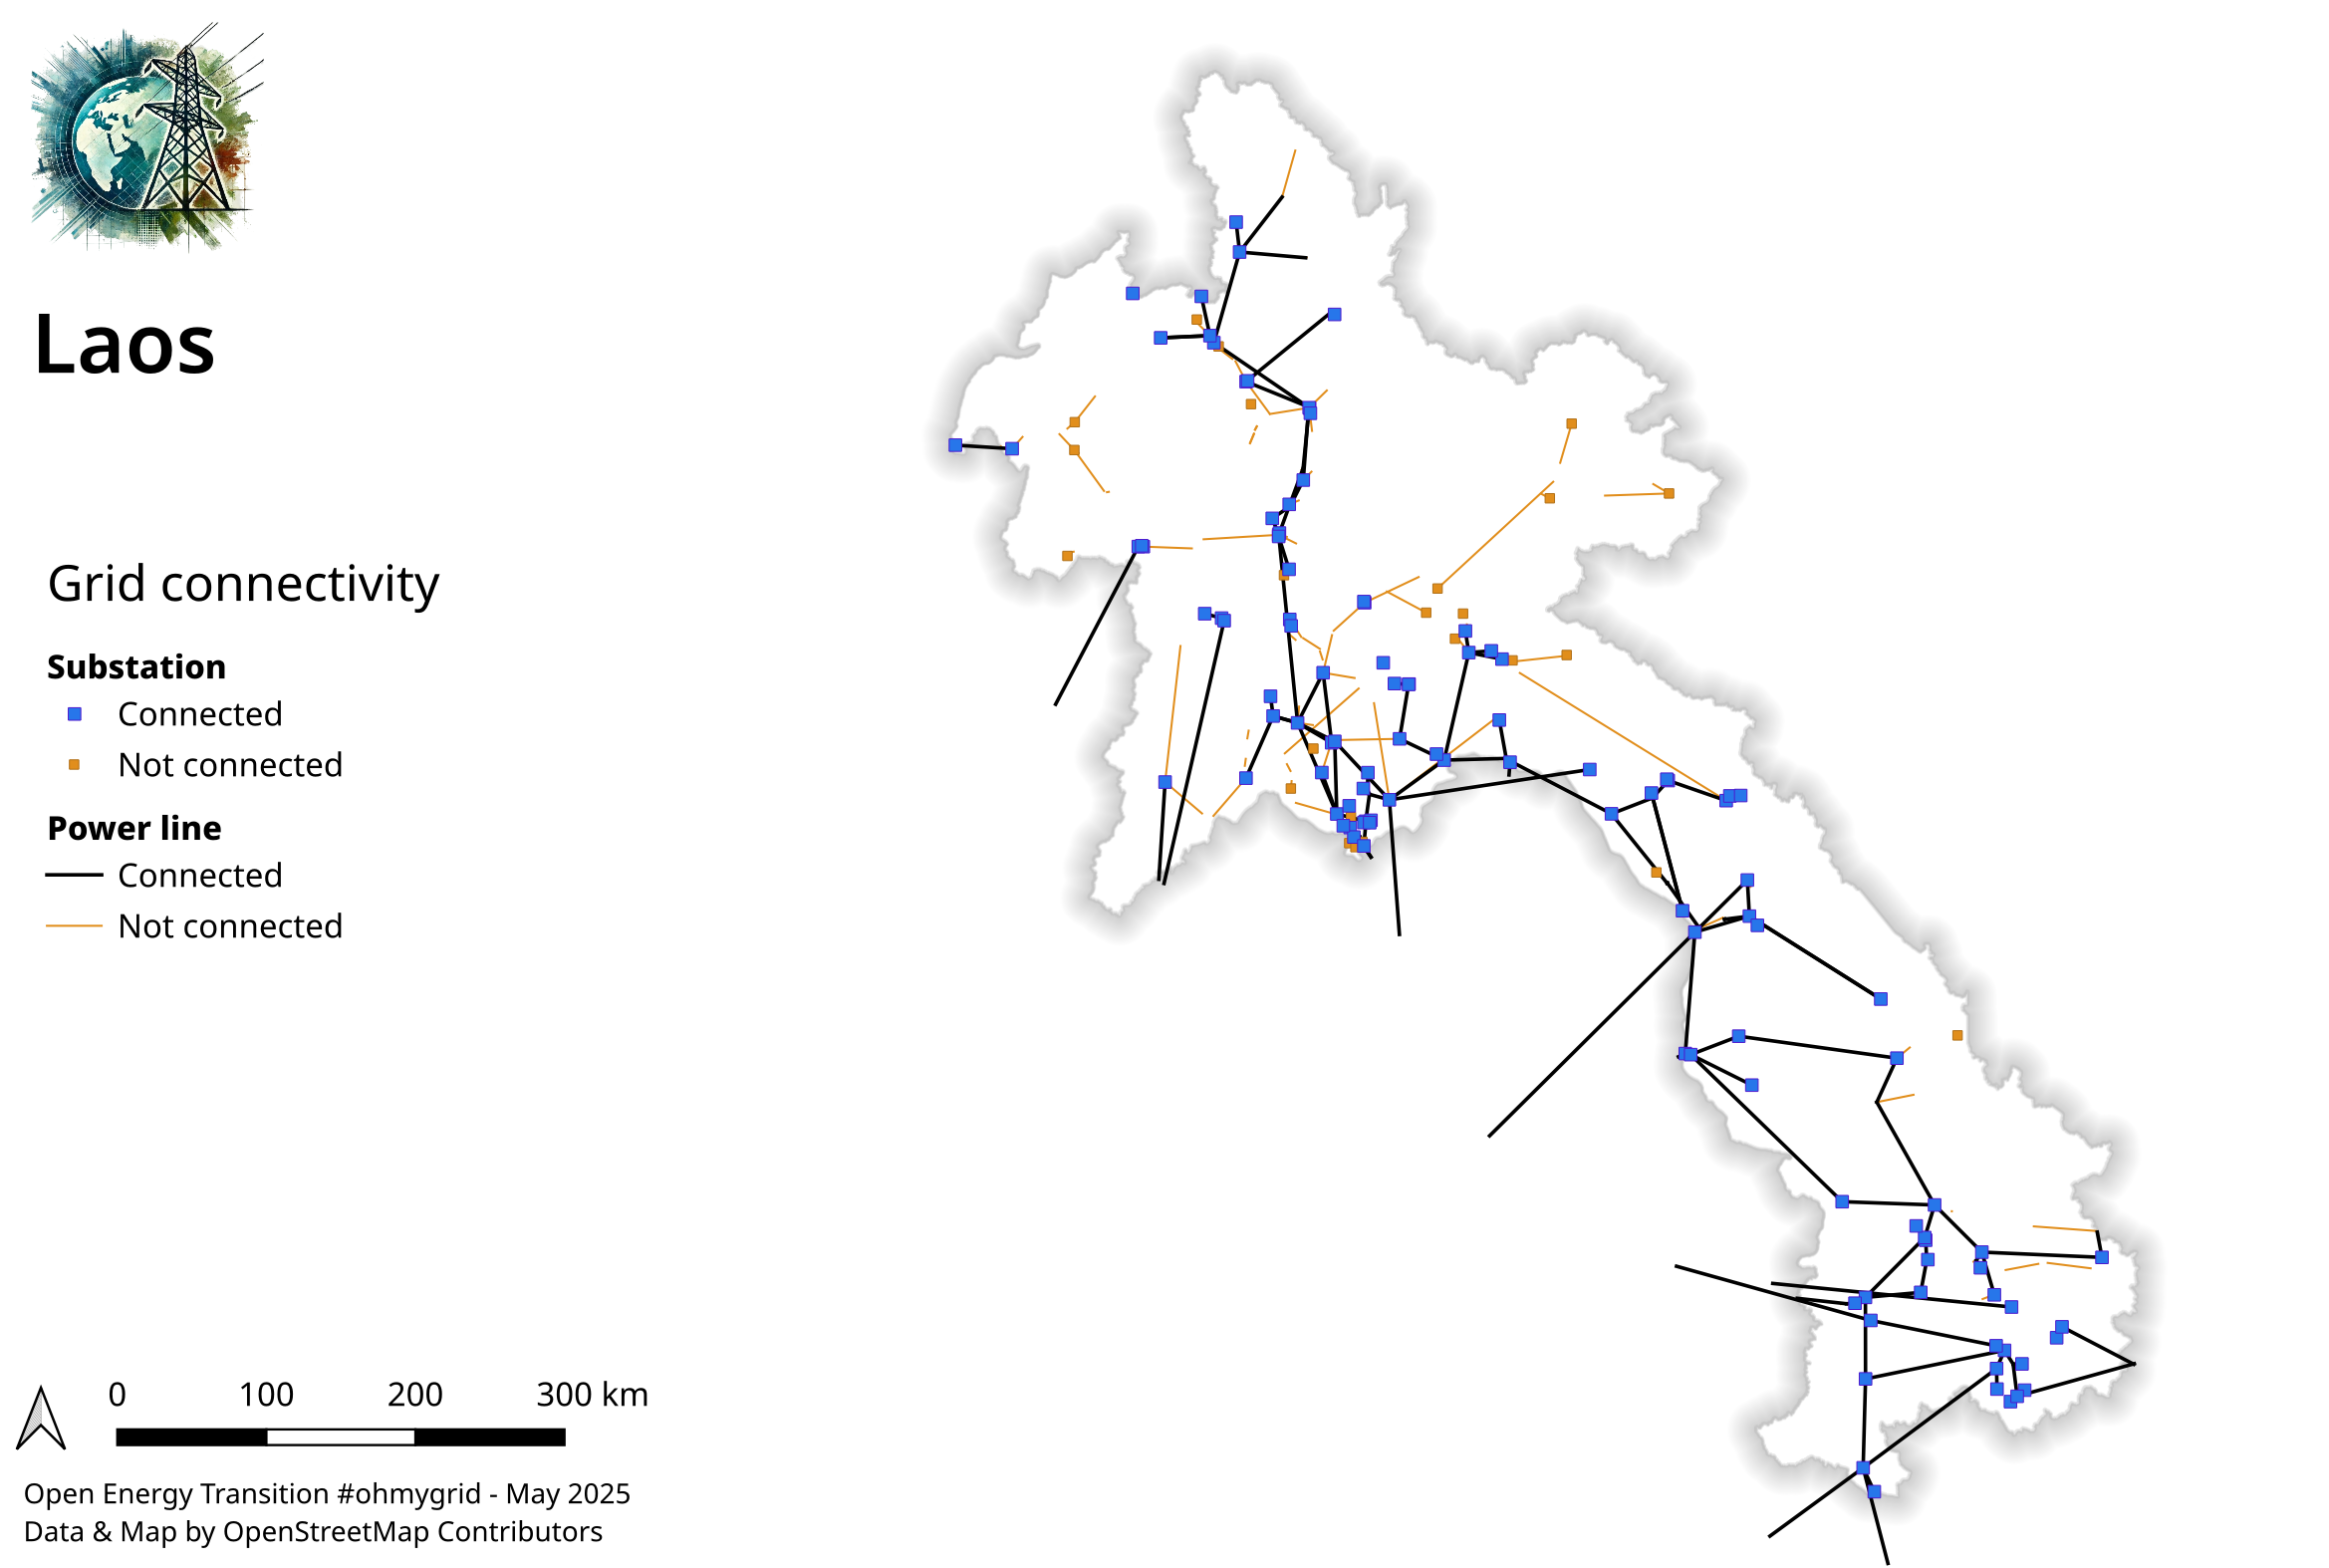 Laos
Grid connectivity
Substation
Connected
Not connected
Power line
Connected
Not connected
0 100 200 300 km
Open Energy Transition #ohmygrid - May 2025
Data & Map by OpenStreetMap Contributors